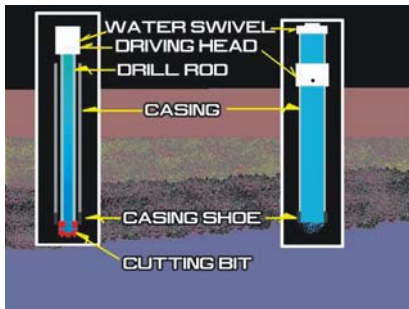 WATER SWIVEL
DRIVING HEAD
DRILL ROD
CASING
CASING SHOE
CUTTING BIT